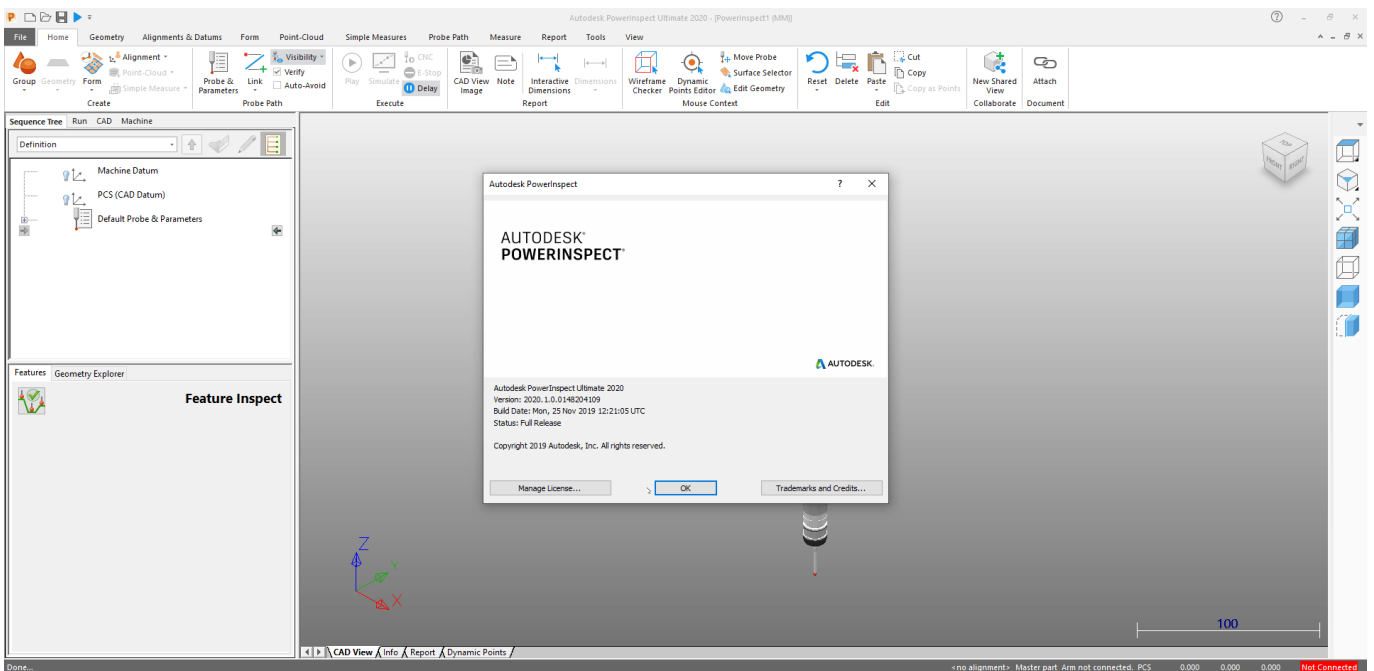 Autodesk PowerInspect Ultimate 2020 - [PowerInspect1 (MM)]
File Home Geometry Alignments & Datums Form Point-Cloud Simple Measures Probe Path Measure Report Tools View
Group Geometry Form
Alignment
Point-Cloud
Simple Measure
Create
Probe & Parameters
Link
Visibility
Verify
Auto-Avoid
Probe Path
Play Simulate
To CNC
E-Stop
Delay
Execute
CAD View Image
Note
Interactive Dimensions
Dimensions
Report
Wireframe Checker
Dynamic Points Editor
Move Probe
Surface Selector
Edit Geometry
Mouse Context
Reset Delete Paste
Cut
Copy
Copy as Points
Edit
New Shared View
Collaborate
Attach
Document
Sequence Tree Run CAD Machine
Definition
Machine Datum
PCS (CAD Datum)
Default Probe & Parameters
Features Geometry Explorer
Feature Inspect
TOP
FRONT RIGHT
Autodesk PowerInspect ? X
AUTODESK®
POWERINSPECT®
AUTODESK.
Autodesk PowerInspect Ultimate 2020
Version: 2020.1.0.0148204109
Build Date: Mon, 25 Nov 2019 12:21:05 UTC
Status: Full Release
Copyright 2019 Autodesk, Inc. All rights reserved.
Manage License... OK Trademarks and Credits...
Z
Y
X
100
CAD View Info Report Dynamic Points
Done... <no alignment> Master part Arm not connected. PCS 0.000 0.000 0.000 Not Connected